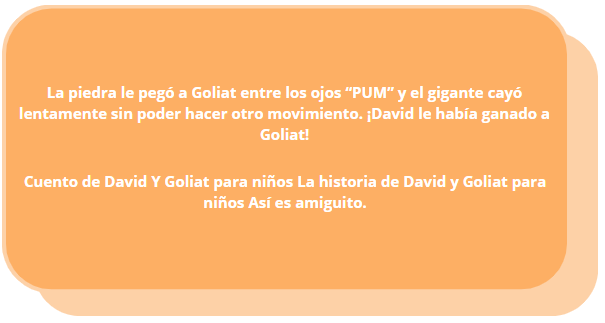 La piedra le pegó a Goliat entre los ojos “PUM” y el gigante cayó
lentamente sin poder hacer otro movimiento. ¡David le había ganado a
Goliat!
Cuento de David Y Goliat para niños La historia de David y Goliat para
niños Así es amiguito.